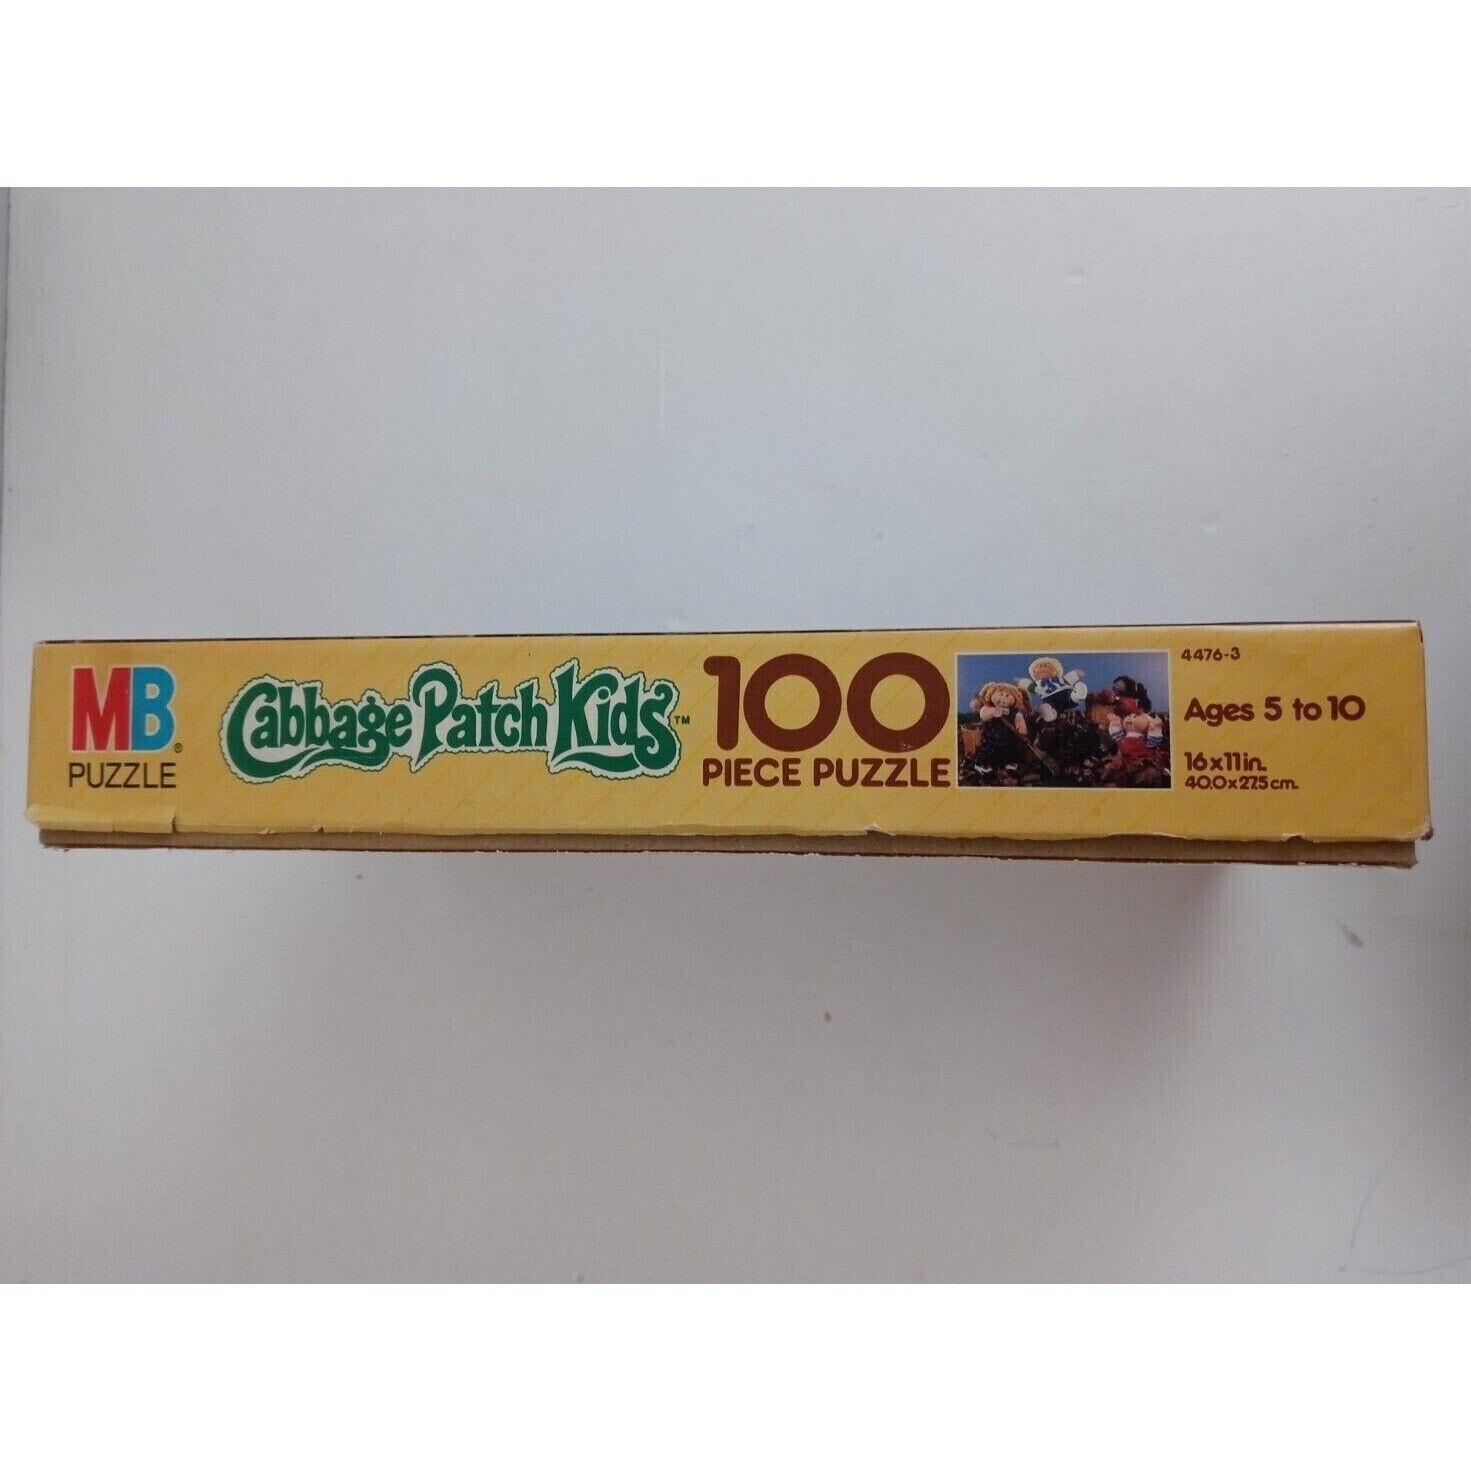 MB®
PUZZLE
Cabbage Patch Kids™
100
PIECE PUZZLE
4476-3
Ages 5 to 10
16x11in.
40.0x27.5cm.